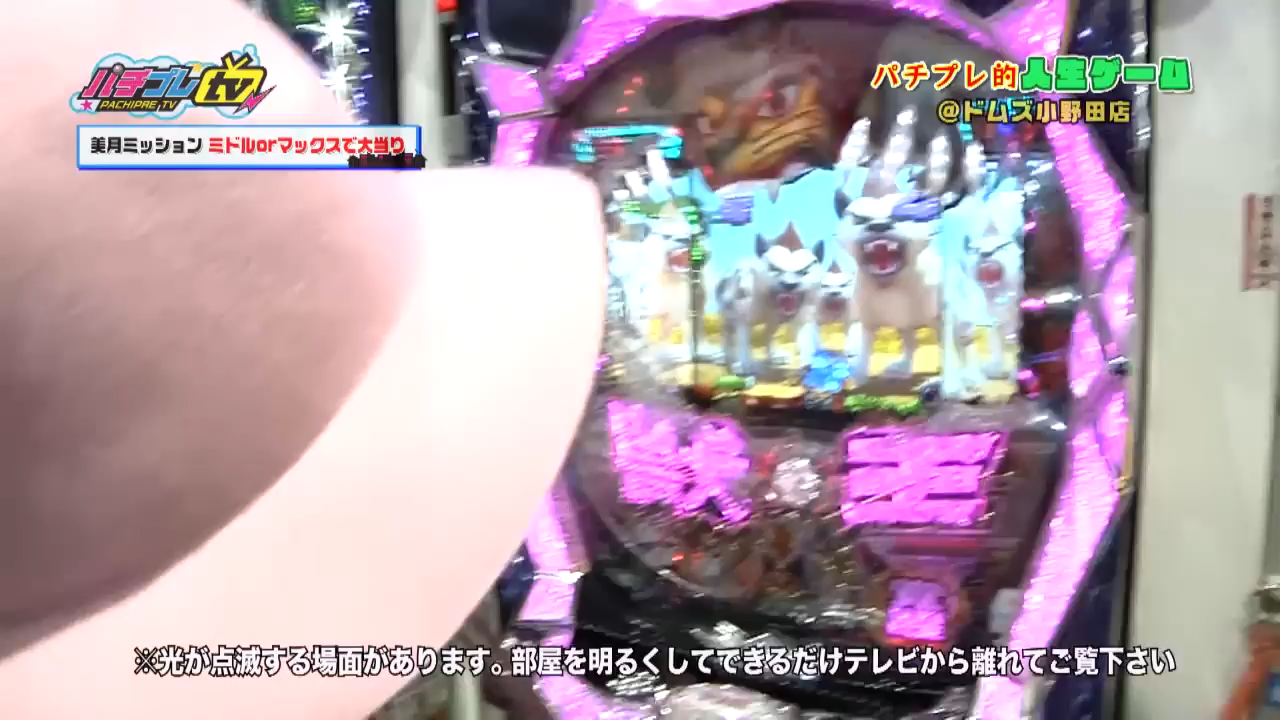 パチプレtv
PACHIPRE.TV
美月ミッション ミドルorマックスで大当り
パチプレ的人生ゲーム
@ドムズ小野田店
※光が点滅する場面があります。部屋を明るくしてできるだけテレビから離れてご覧下さい